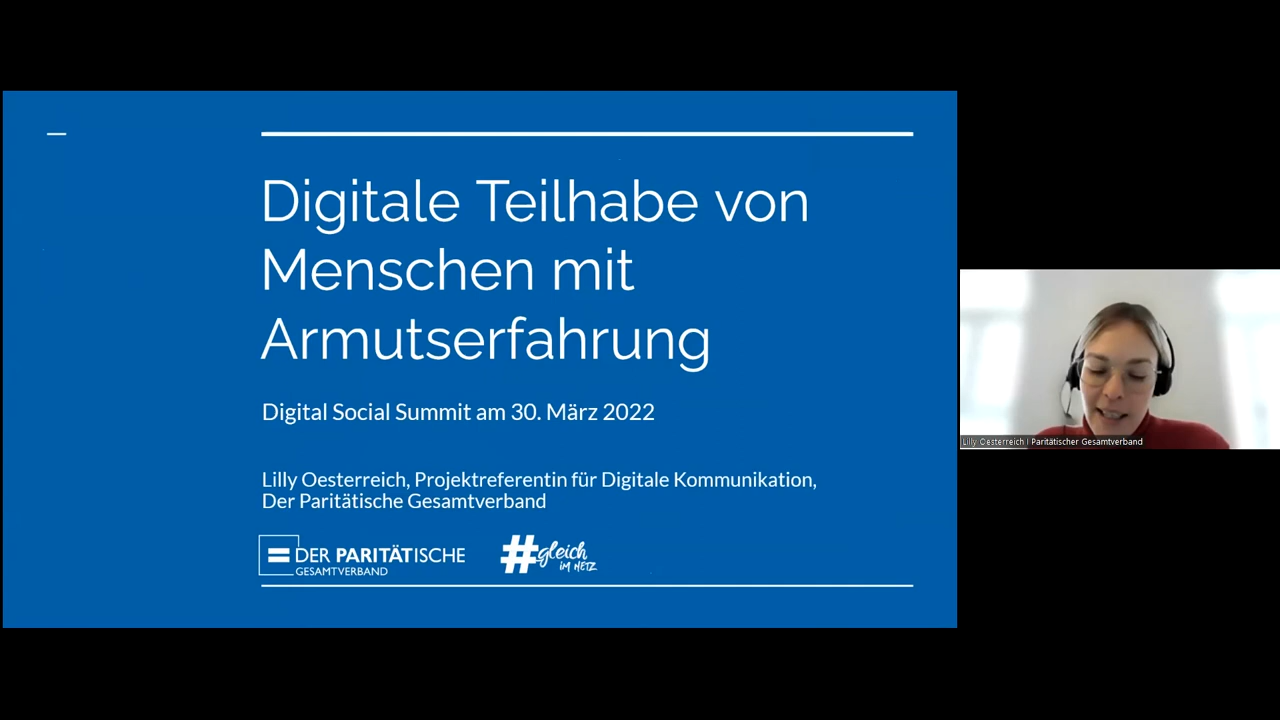 Digitale Teilhabe von
Menschen mit
Armutserfahrung
Digital Social Summit am 30. März 2022
Lilly Oesterreich, Projektreferentin für Digitale Kommunikation,
Der Paritätische Gesamtverband
DER PARITÄTISCHE
GESAMTVERBAND
#gleich
IM NETZ
Lilly Oesterreich | Paritätischer Gesamtverband